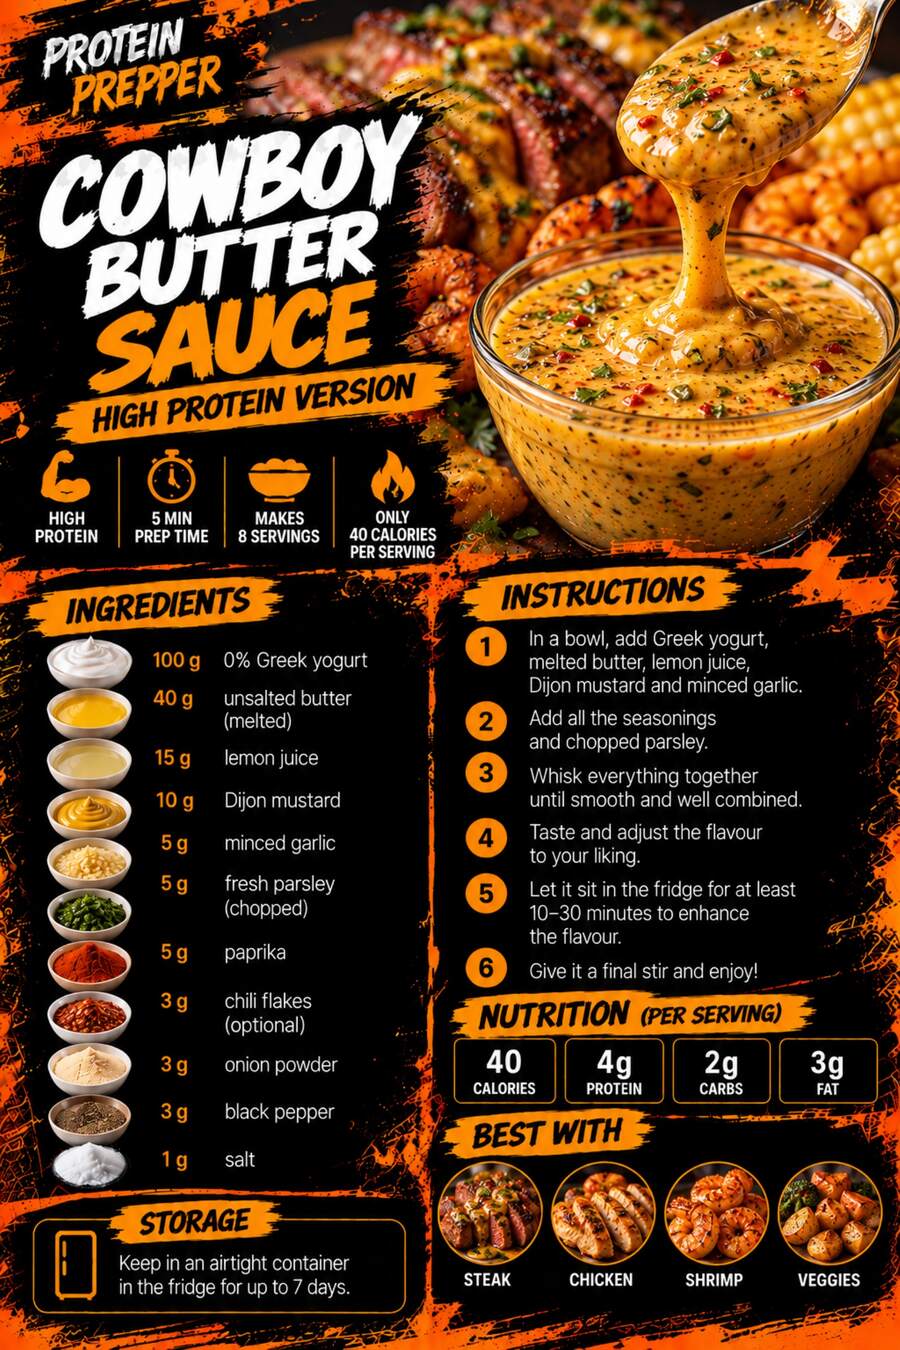 PROTEIN
PREPPER
COWBOY
BUTTER
SAUCE
HIGH PROTEIN VERSION
HIGH
PROTEIN
5 MIN
PREP TIME
MAKES
8 SERVINGS
ONLY
40 CALORIES
PER SERVING
INGREDIENTS
100 g 0% Greek yogurt
40 g unsalted butter
(melted)
15 g lemon juice
10 g Dijon mustard
5 g minced garlic
5 g fresh parsley
(chopped)
5 g paprika
3 g chili flakes
(optional)
3 g onion powder
3 g black pepper
1 g salt
STORAGE
Keep in an airtight container
in the fridge for up to 7 days.
INSTRUCTIONS
1 In a bowl, add Greek yogurt,
melted butter, lemon juice,
Dijon mustard and minced garlic.
2 Add all the seasonings
and chopped parsley.
3 Whisk everything together
until smooth and well combined.
4 Taste and adjust the flavour
to your liking.
5 Let it sit in the fridge for at least
10–30 minutes to enhance
the flavour.
6 Give it a final stir and enjoy!
NUTRITION (PER SERVING)
40
CALORIES
4g
PROTEIN
2g
CARBS
3g
FAT
BEST WITH
STEAK
CHICKEN
SHRIMP
VEGGIES